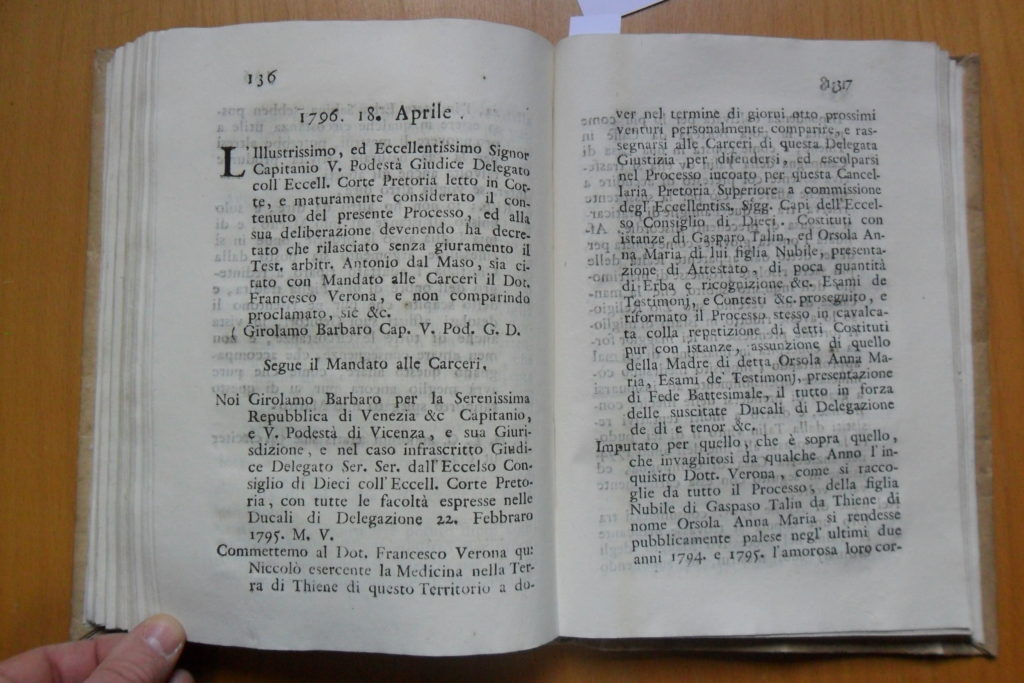 136
1796. 18. Aprile .
L'Illustrissimo, ed Eccellentissimo Signor
Capitanio V. Podestà Giudice Delegato
coll Eccell. Corte Pretoria letto in Cor-
te, e maturamente considerato il con-
tenuto del presente Processo, ed alla
sua deliberazione devenendo ha decre-
tato che rilasciato senza giuramento il
Test. arbitr. Antonio dal Maso, sia ci-
tato con Mandato alle Carceri il Dot.
Francesco Verona, e non comparindo
proclamato, sic &c.
( Girolamo Barbaro Cap. V. Pod. G. D.
Segue il Mandato alle Carceri.
Noi Girolamo Barbaro per la Serenissima
Repubblica di Venezia &c Capitanio,
e V. Podestà di Vicenza, e sua Giuri-
sdizione, e nel caso infrascritto Giudi-
ce Delegato Ser. Ser. dall'Eccelso Con-
siglio di Dieci coll'Eccell. Corte Preto-
ria, con tutte le facoltà espresse nelle
Ducali di Delegazione 22. Febbraro
1795. M. V.
Commettemo al Dot. Francesco Verona qu:
Niccolò esercente la Medicina nella Ter-
ra di Thiene di questo Territorio a do-
ver nel termine di giorni otto prossimi
venturi personalmente comparire, e ras-
segnarsi alle Carceri di questa Delegata
Giustizia per difendersi, ed escolparsi
nel Processo incoato per questa Cancel-
laria Pretoria Superiore a commissione
degl'Eccellentiss. Sigg. Capi dell'Eccel-
so Consiglio di Dieci. Costituti con
istanze di Gasparo Talin, ed Orsola An-
na Maria di lui figlia Nubile, presenta-
zione di Attestato, di poca quantità
di Erba e ricognizione &c. Esami de
Testimonj, e Contesti &c. proseguito, e
riformato il Processo stesso in cavalca-
ta colla repetizione di detti Costituti
pur con istanze, assunzione di quello
della Madre di detta Orsola Anna Ma-
ria, Esami de' Testimonj, presentazione
di Fede Battesimale, il tutto in forza
delle suscitate Ducali di Delegazione
de dì e tenor &c.
Imputato per quello, che è sopra quello,
che invaghitosi da qualche Anno l'in-
quisito Dott. Verona, come si racco-
glie da tutto il Processo, della figlia
Nubile di Gaspaso Talin da Thiene di
nome Orsola Anna Maria si rendesse
pubblicamente palese negl'ultimi due
anni 1794. e 1795. l'amorosa loro cor-